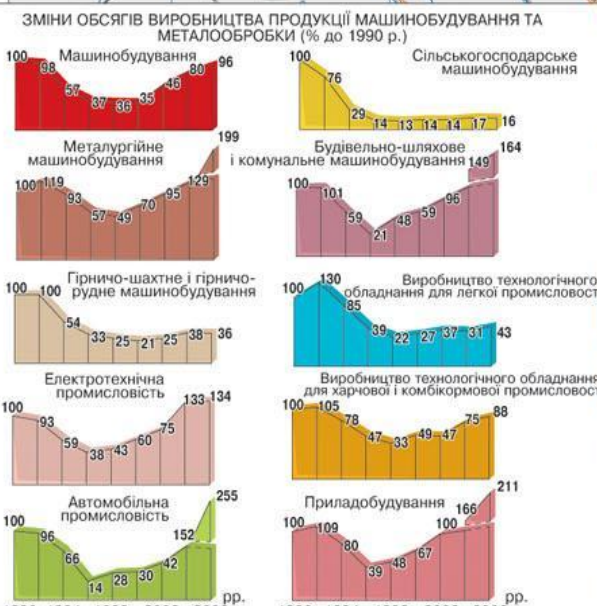 ЗМІНИ ОБСЯГІВ ВИРОБНИЦТВА ПРОДУКЦІЇ МАШИНОБУДУВАННЯ ТА
МЕТАЛООБРОБКИ (% до 1990 р.)
Машинобудування
100 98 57 37 36 35 46 80 96
Сільськогосподарське
машинобудування
100 76 29 14 13 14 14 17 16
Металургійне
машинобудування
100 119 93 57 49 70 95 129 199
Будівельно-шляхове
і комунальне машинобудування
100 101 59 21 48 59 96 149 164
Гірничо-шахтне і гірничо-
рудне машинобудування
100 100 54 33 25 21 25 38 36
Виробництво технологічного
обладнання для легкої промисловост
100 130 85 39 22 27 37 31 43
Електротехнічна
промисловість
100 93 59 38 43 60 75 133 134
Виробництво технологічного обладнання
для харчової і комбікормової промисловост
100 105 78 47 33 49 47 75 88
Автомобільна
промисловість
100 96 66 14 28 30 42 152 255
рр.
Приладобудування
100 109 80 39 48 67 100 166 211
рр.